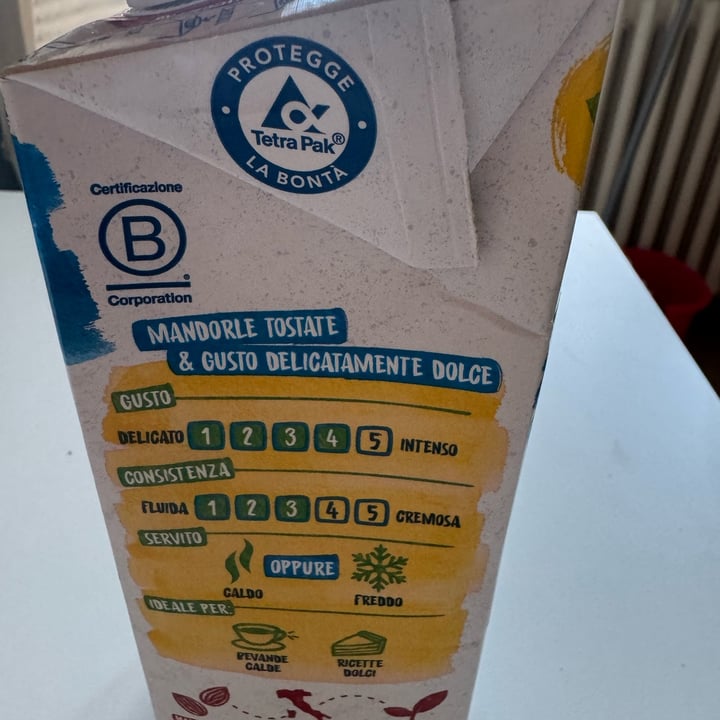 PROTEGGE
Tetra Pak®
LA BONTÀ
Certificazione
B
Corporation
MANDORLE TOSTATE
& GUSTO DELICATAMENTE DOLCE
GUSTO
DELICATO 1 2 3 4 5 INTENSO
CONSISTENZA
FLUIDA 1 2 3 4 5 CREMOSA
SERVITO
OPPURE
CALDO FREDDO
IDEALE PER:
BEVANDE RICETTE
CALDE DOLCI